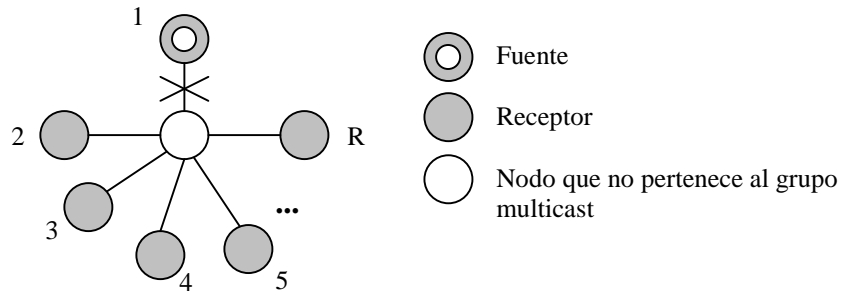 1
Fuente
2
R
Receptor
3
4
5
...
Nodo que no pertenece al grupo
multicast